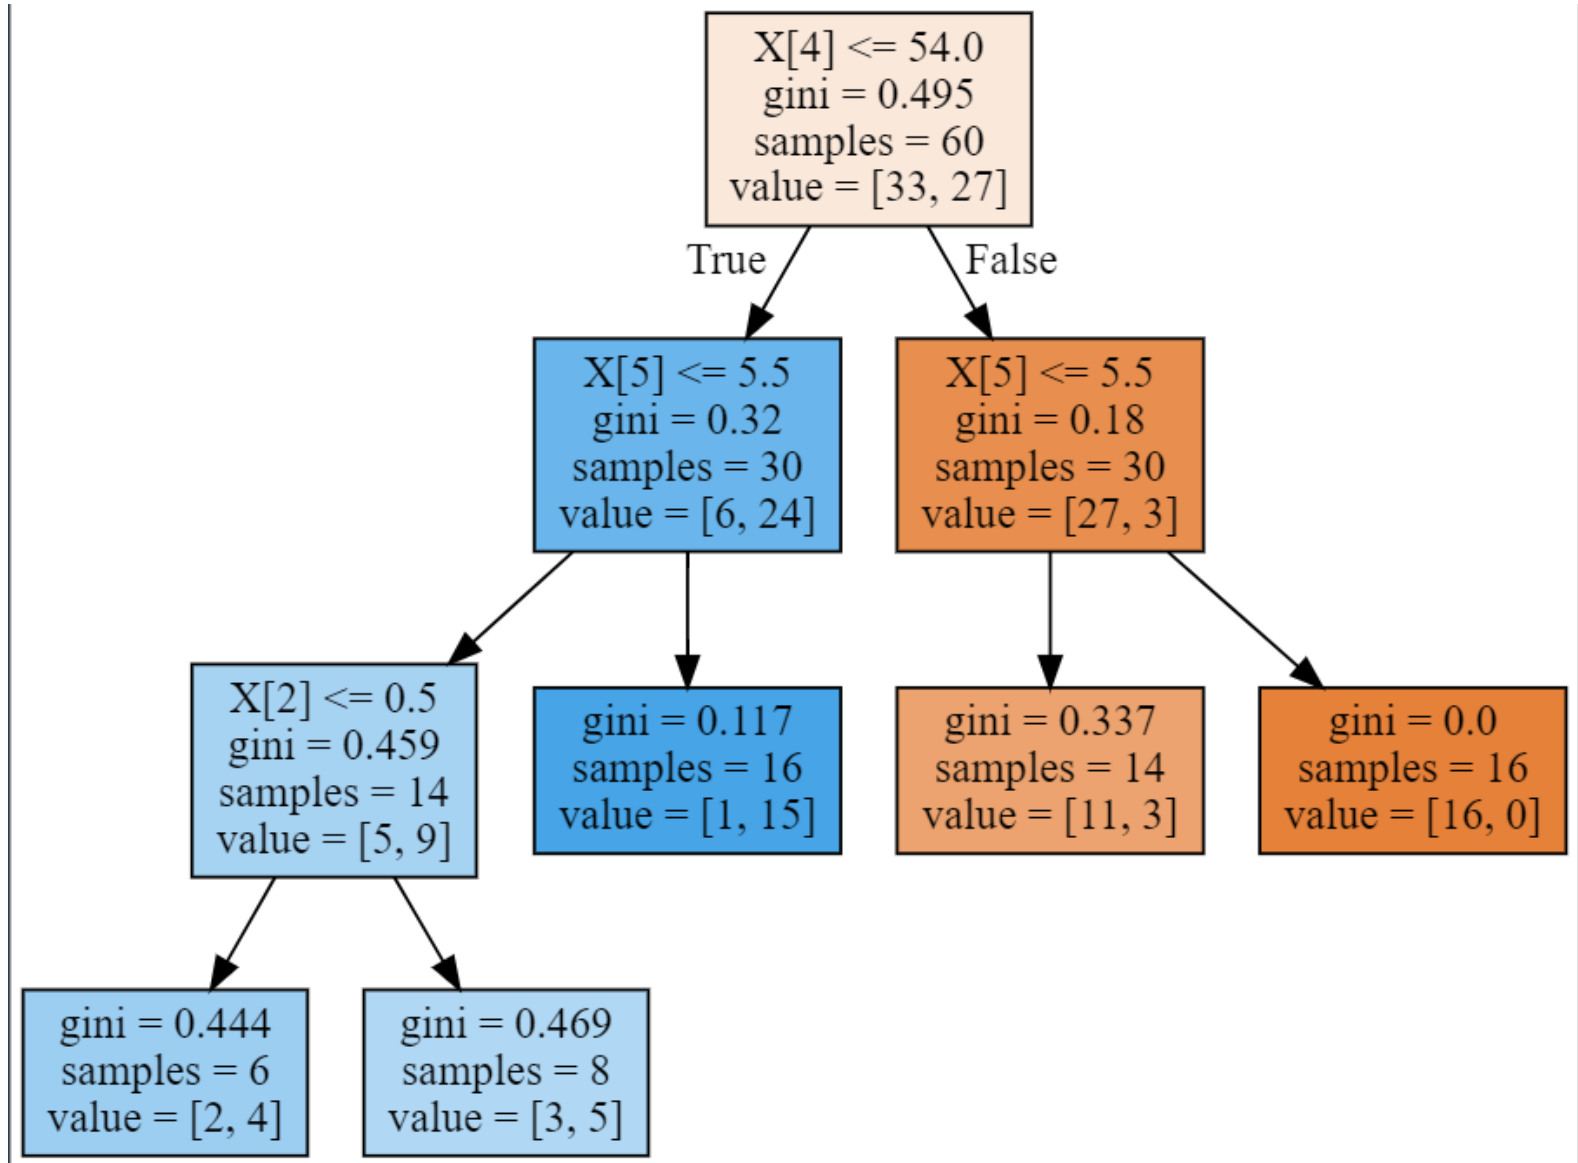 X[4] <= 54.0
gini = 0.495
samples = 60
value = [33, 27]
True
False
X[5] <= 5.5
gini = 0.32
samples = 30
value = [6, 24]
X[5] <= 5.5
gini = 0.18
samples = 30
value = [27, 3]
X[2] <= 0.5
gini = 0.459
samples = 14
value = [5, 9]
gini = 0.117
samples = 16
value = [1, 15]
gini = 0.337
samples = 14
value = [11, 3]
gini = 0.0
samples = 16
value = [16, 0]
gini = 0.444
samples = 6
value = [2, 4]
gini = 0.469
samples = 8
value = [3, 5]